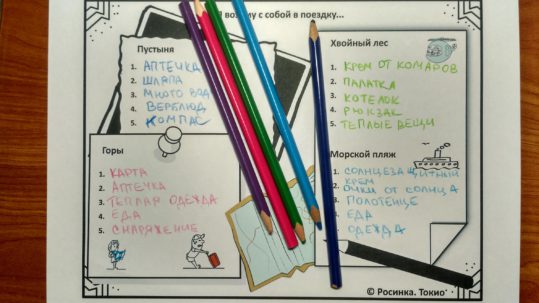 возьму с собой в поездку...
Пустыня
1. АПТЕЧКА
2. ШЛЯПА
3. МНОГО ВОД
4. ВЕРБЛЮД
5. КОМПАС
Хвойный лес
1. КРЕМ ОТ КОМАРОВ
2. ПАЛАТКА
3. КОТЕЛОК
4. РЮКЗАК
5. ТЕПЛЫЕ ВЕЩИ
Горы
1. КАРТА
2. АПТЕЧКА
3. ТЕПЛАЯ ОДЕЖДА
4. ЕДА
5. СНАРЯЖЕНИЕ
Морской пляж
1. СОЛНЦЕЗАЩИТНЫЙ
КРЕМ
2. ОЧКИ ОТ СОЛНЦА
3. ПОЛОТЕНЦЕ
4. ЕДА
5. ОДЕЖДА
© Росинка. Токио